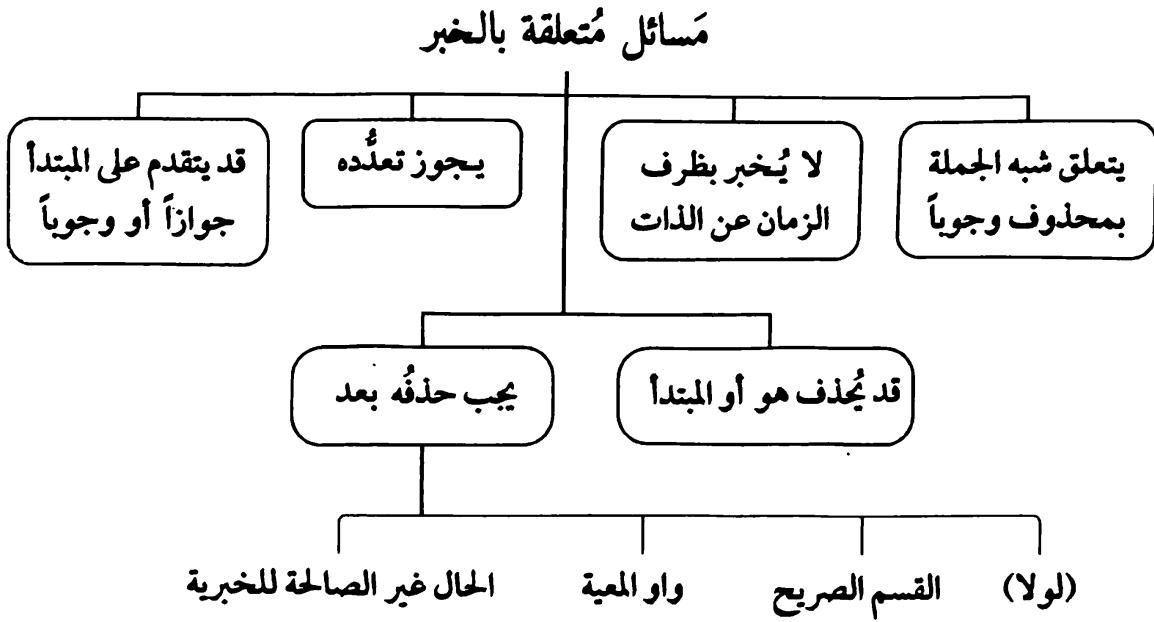 مَسائل مُتعلقة بالخبر
يتعلق شبه الجملة
بمحذوف وجوباً
لا يُخبر بظرف
الزمان عن الذات
يجوز تعدُّده
قد يتقدم على المبتدأ
جوازاً أو وجوباً
قد يُحذف هو أو المبتدأ
يجب حذفُه بعد
(لولا)
القسم الصريح
واو المعية
الحال غير الصالحة للخبرية